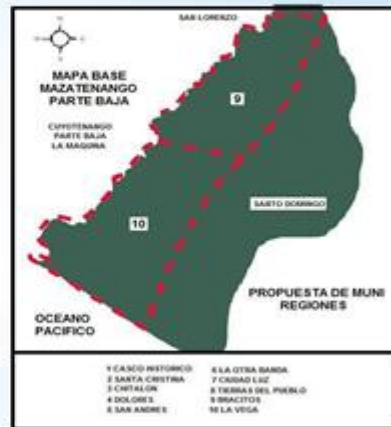 SAN LORENZO
MAPA BASE
MAZATENANGO
PARTE BAJA
CUYOTENANGO
PARTE BAJA
LA MAQUINA
9
SANTO DOMINGO
10
PROPUESTA DE MUNI
REGIONES
OCEANO
PACIFICO
1 CASCO HISTORICO
2 SANTA CRISTINA
3 CHITALON
4 DOLORES
5 SAN ANDRES
6 LA OTRA BANDA
7 CIUDAD LUZ
8 TIERRAS DEL PUEBLO
9 BRACITOS
10 LA VEGA